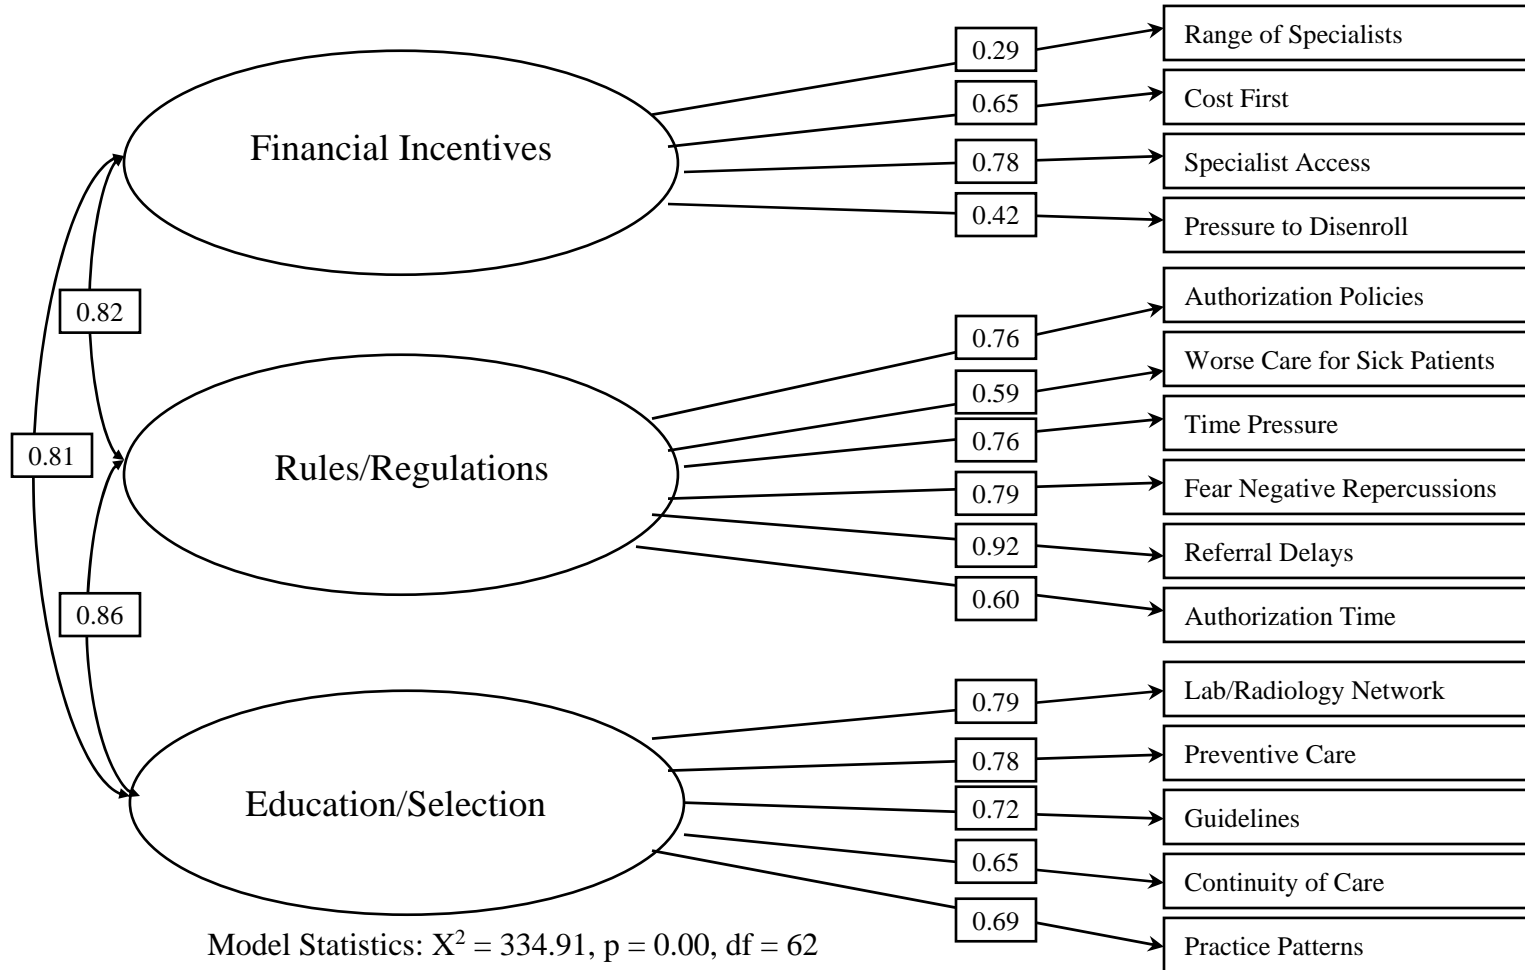 0.29
Range of Specialists
0.65
Cost First
Financial Incentives
0.78
Specialist Access
0.42
Pressure to Disenroll
0.82
0.76
Authorization Policies
0.59
Worse Care for Sick Patients
0.76
Time Pressure
0.81
Rules/Regulations
0.79
Fear Negative Repercussions
0.92
Referral Delays
0.86
0.60
Authorization Time
0.79
Lab/Radiology Network
0.78
Preventive Care
Education/Selection
0.72
Guidelines
0.65
Continuity of Care
0.69
Practice Patterns
Model Statistics: X² = 334.91, p = 0.00, df = 62